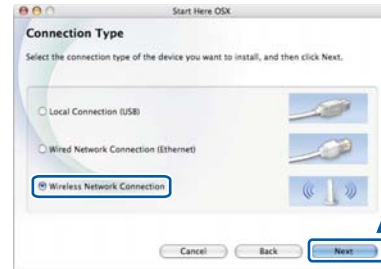 Start Here OSX
Connection Type
Select the connection type of the device you want to install, and then click Next.
Local Connection (USB)
Wired Network Connection (Ethernet)
Wireless Network Connection
Cancel Back Next